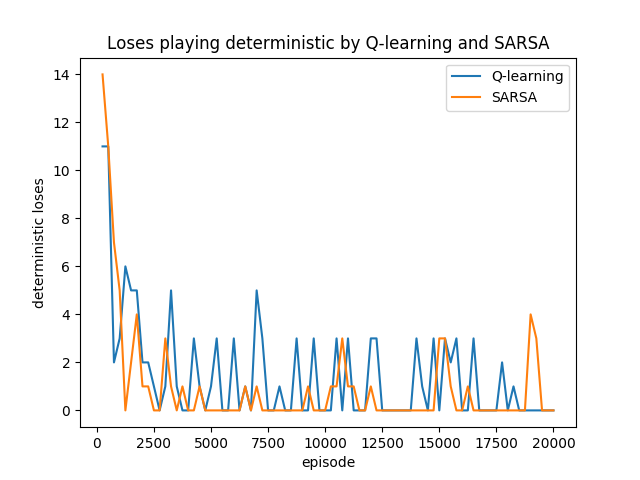 Loses playing deterministic by Q-learning and SARSA
Q-learning
SARSA
deterministic loses
14
12
10
8
6
4
2
0
0 2500 5000 7500 10000 12500 15000 17500 20000
episode